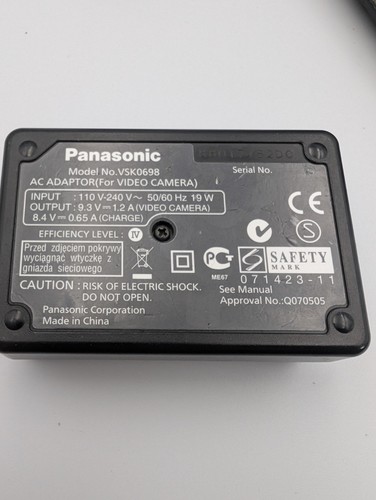 Panasonic
Model No.VSK0698
Serial No.
AC ADAPTOR(For VIDEO CAMERA)
INPUT : 110 V-240 V～ 50/60 Hz 19 W
OUTPUT : 9.3 V⎓1.2 A (VIDEO CAMERA)
8.4 V⎓0.65 A (CHARGE)
CE
EFFICIENCY LEVEL : IV
S
Przed zdjęciem pokrywy
wyciągnąć wtyczkę z
gniazda sieciowego
PC
ME67
S SAFETY
MARK
071423-11
CAUTION : RISK OF ELECTRIC SHOCK.
DO NOT OPEN.
See Manual
Approval No.:Q070505
Panasonic Corporation
Made in China